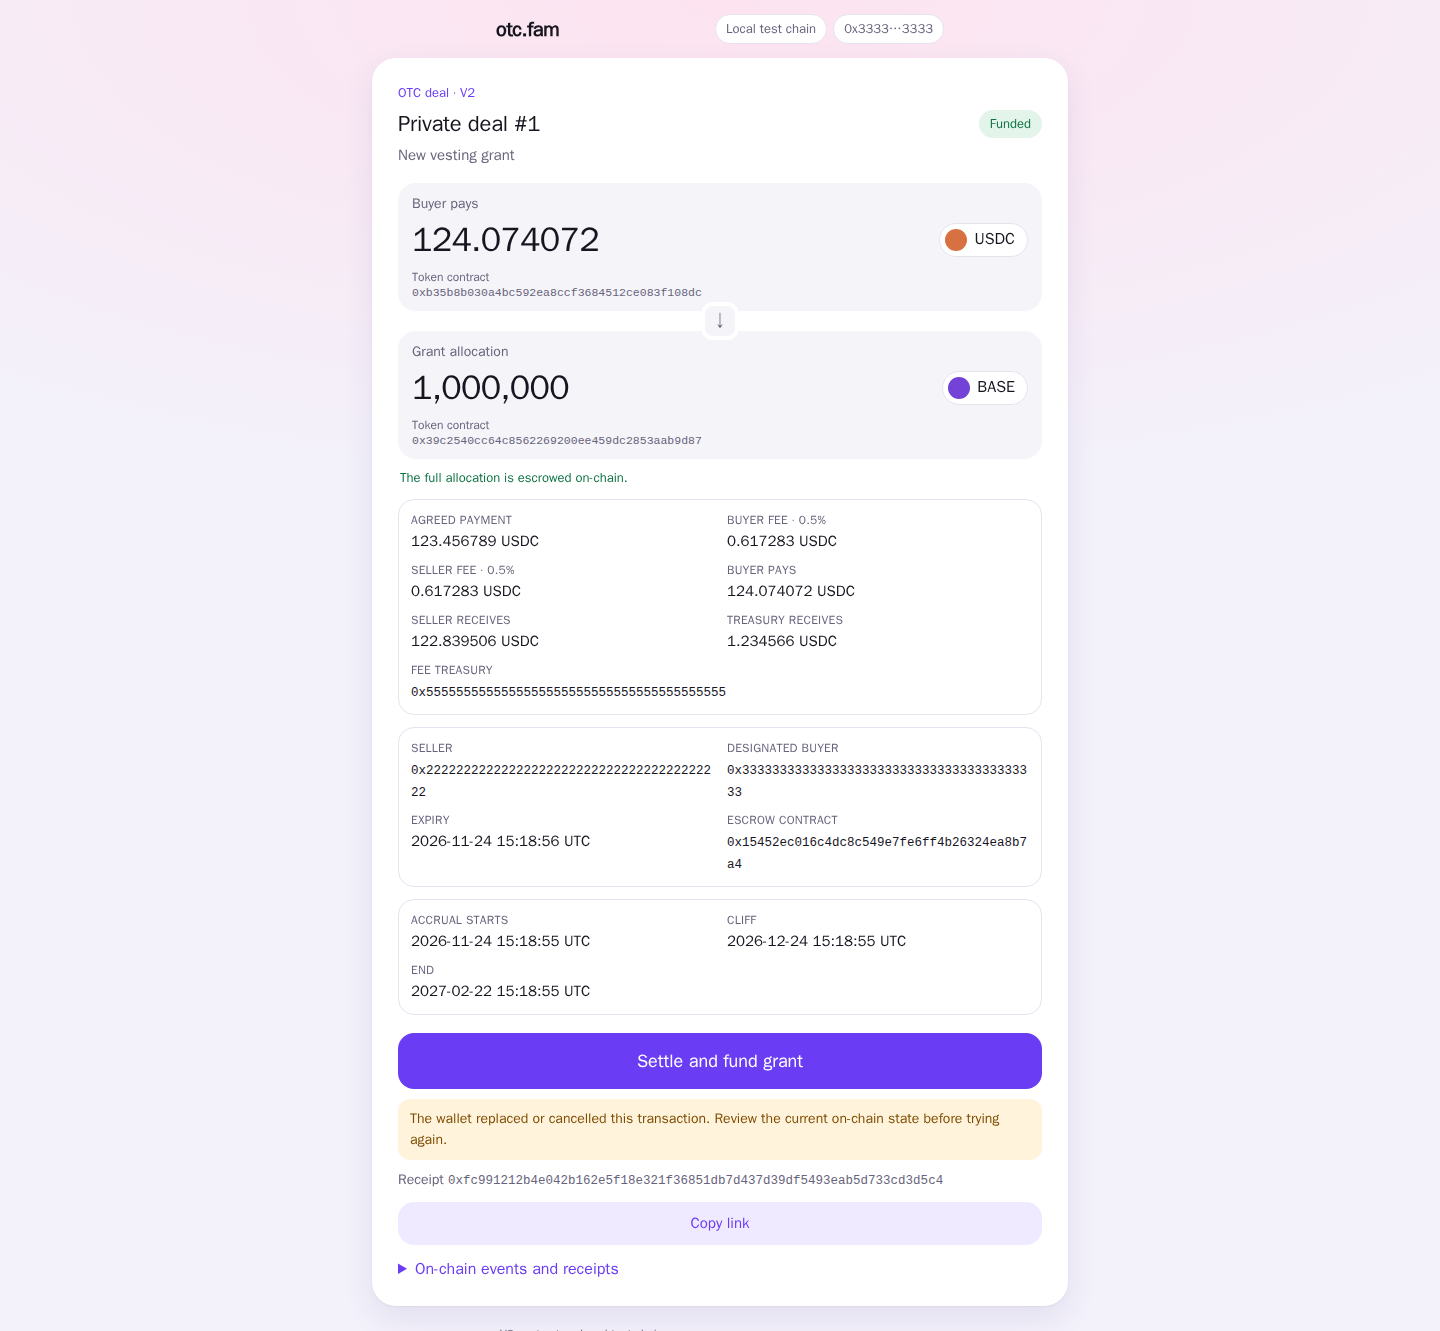 otc.fam
Local test chain
0x3333···3333
OTC deal · V2
Private deal #1
Funded
New vesting grant
Buyer pays
124.074072
USDC
Token contract
0xb35b8b030a4bc592ea8ccf3684512ce083f108dc
↓
Grant allocation
1,000,000
BASE
Token contract
0x39c2540cc64c8562269200ee459dc2853aab9d87
The full allocation is escrowed on-chain.
AGREED PAYMENT
123.456789 USDC
BUYER FEE · 0.5%
0.617283 USDC
SELLER FEE · 0.5%
0.617283 USDC
BUYER PAYS
124.074072 USDC
SELLER RECEIVES
122.839506 USDC
TREASURY RECEIVES
1.234566 USDC
FEE TREASURY
0x5555555555555555555555555555555555555555
SELLER
0x22222222222222222222222222222222222222
22
DESIGNATED BUYER
0x33333333333333333333333333333333333333
33
EXPIRY
2026-11-24 15:18:56 UTC
ESCROW CONTRACT
0x15452ec016c4dc8c549e7fe6ff4b26324ea8b7
a4
ACCRUAL STARTS
2026-11-24 15:18:55 UTC
CLIFF
2026-12-24 15:18:55 UTC
END
2027-02-22 15:18:55 UTC
Settle and fund grant
The wallet replaced or cancelled this transaction. Review the current on-chain state before trying
again.
Receipt 0xfc991212b4e042b162e5f18e321f36851db7d437d39df5493eab5d733cd3d5c4
Copy link
On-chain events and receipts